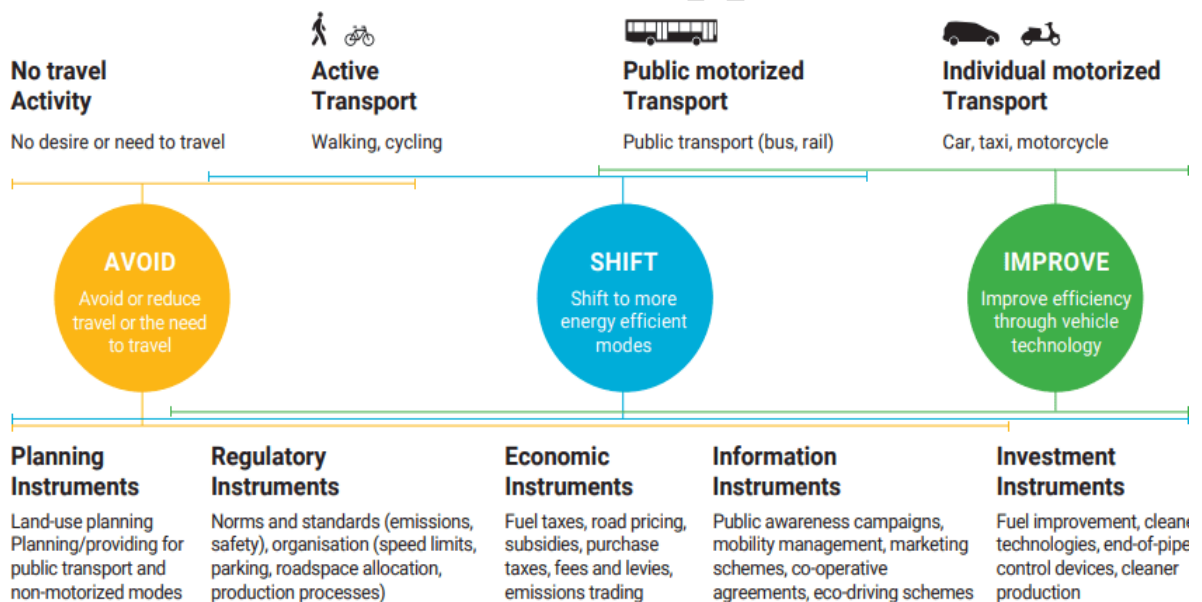 No travel
Activity
No desire or need to travel
Active
Transport
Walking, cycling
Public motorized
Transport
Public transport (bus, rail)
Individual motorized
Transport
Car, taxi, motorcycle
AVOID
Avoid or reduce
travel or the need
to travel
SHIFT
Shift to more
energy efficient
modes
IMPROVE
Improve efficiency
through vehicle
technology
Planning
Instruments
Land-use planning
Planning/providing for
public transport and
non-motorized modes
Regulatory
Instruments
Norms and standards (emissions,
safety), organisation (speed limits,
parking, roadspace allocation,
production processes)
Economic
Instruments
Fuel taxes, road pricing,
subsidies, purchase
taxes, fees and levies,
emissions trading
Information
Instruments
Public awareness campaigns,
mobility management, marketing
schemes, co-operative
agreements, eco-driving schemes
Investment
Instruments
Fuel improvement, cleane
technologies, end-of-pipe
control devices, cleaner
production